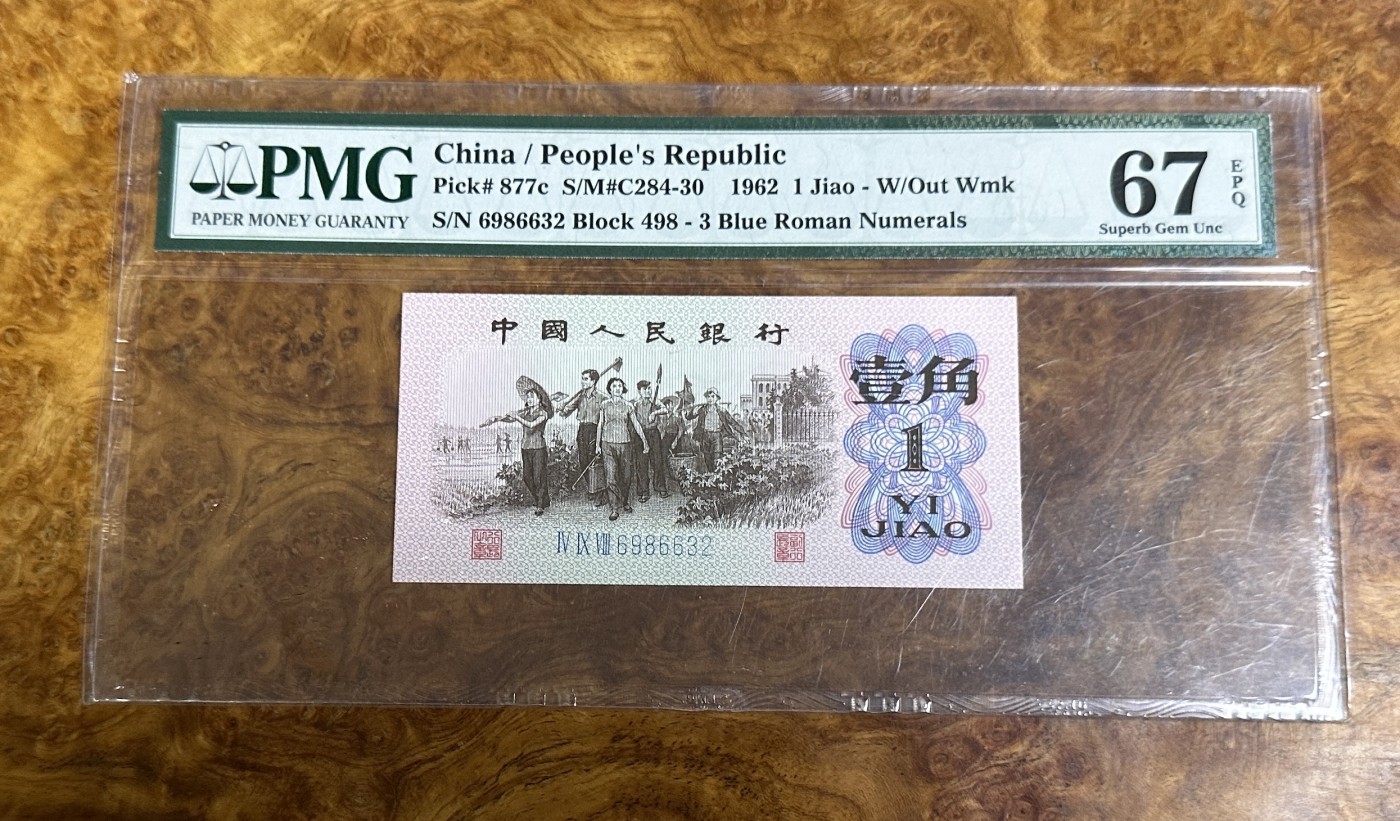 PMG
PAPER MONEY GUARANTY
China / People's Republic
Pick# 877c S/M#C284-30 1962 1 Jiao - W/Out Wmk
S/N 6986632 Block 498 - 3 Blue Roman Numerals
67
EPQ
Superb Gem Unc
中國人民銀行
壹角
1
YI
JIAO
Ⅳ Ⅸ Ⅷ 6986632